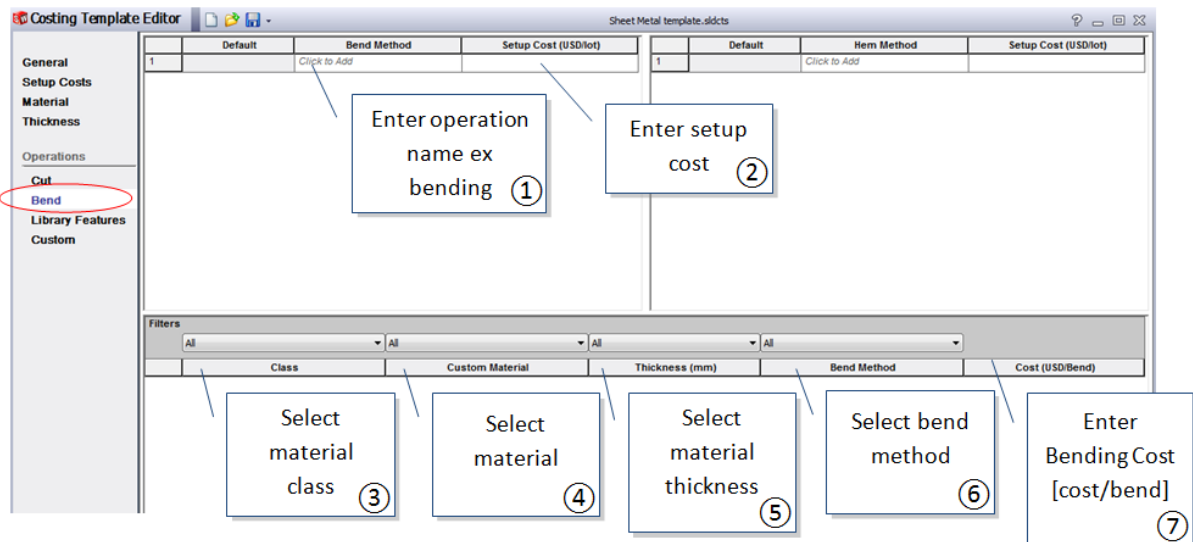 Costing Template Editor
Sheet Metal template.sldcts
General
Setup Costs
Material
Thickness
Operations
Cut
Bend
Library Features
Custom
Default Bend Method Setup Cost (USD/lot)
1 Click to Add
Default Hem Method Setup Cost (USD/lot)
1 Click to Add
Enter operation
name ex
bending ①
Enter setup
cost ②
Filters
All All All All
Class Custom Material Thickness (mm) Bend Method Cost (USD/Bend)
Select
material
class ③
Select
material
④
Select
material
thickness
⑤
Select bend
method
⑥
Enter
Bending Cost
[cost/bend]
⑦